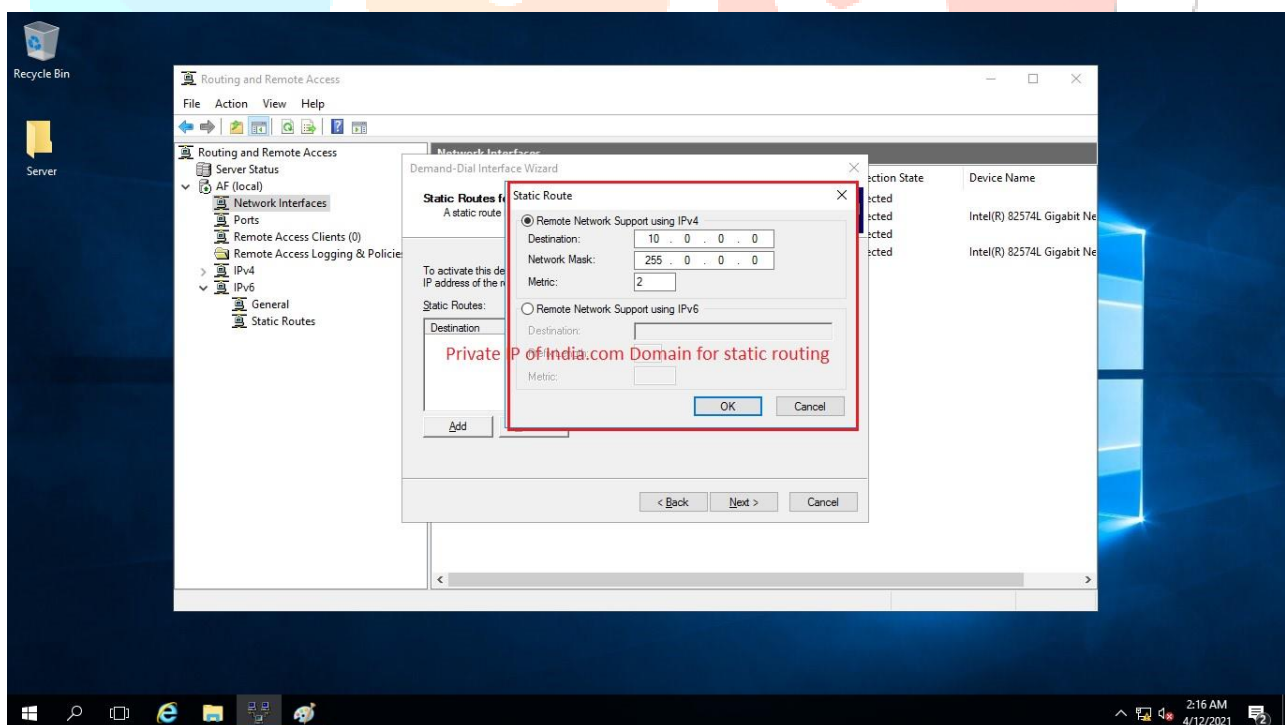 Recycle Bin
Server
Routing and Remote Access
File Action View Help
Routing and Remote Access
Server Status
AF (local)
Network Interfaces
Ports
Remote Access Clients (0)
Remote Access Logging & Policie
IPv4
IPv6
General
Static Routes
Network Interfaces
ection State Device Name
ected
ected Intel(R) 82574L Gigabit Ne
ected
ected Intel(R) 82574L Gigabit Ne
Demand-Dial Interface Wizard
Static Routes f
A static route
To activate this de
IP address of the r
Static Routes:
Destination
Add
< Back Next > Cancel
Static Route
Remote Network Support using IPv4
Destination: 10 . 0 . 0 . 0
Network Mask: 255 . 0 . 0 . 0
Metric: 2
Remote Network Support using IPv6
Destination:
Private IP of India.com Domain for static routing
Metric:
OK Cancel
2:16 AM
4/12/2021
2